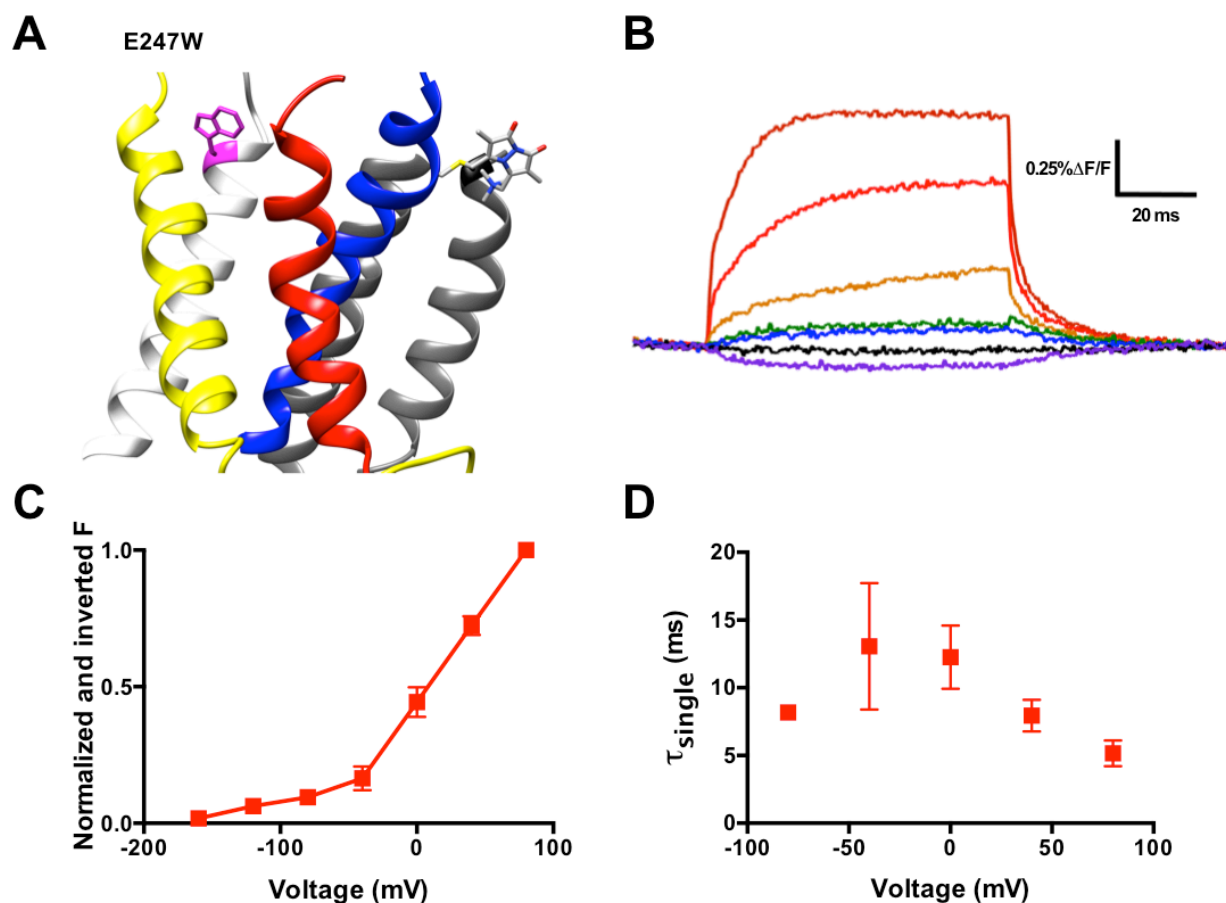 A
E247W
B
0.25%ΔF/F
20 ms
C
Normalized and inverted F
1.0
0.5
0.0
-200
-100
0
100
Voltage (mV)
D
τsingle (ms)
20
15
10
5
0
-100
-50
0
50
100
Voltage (mV)